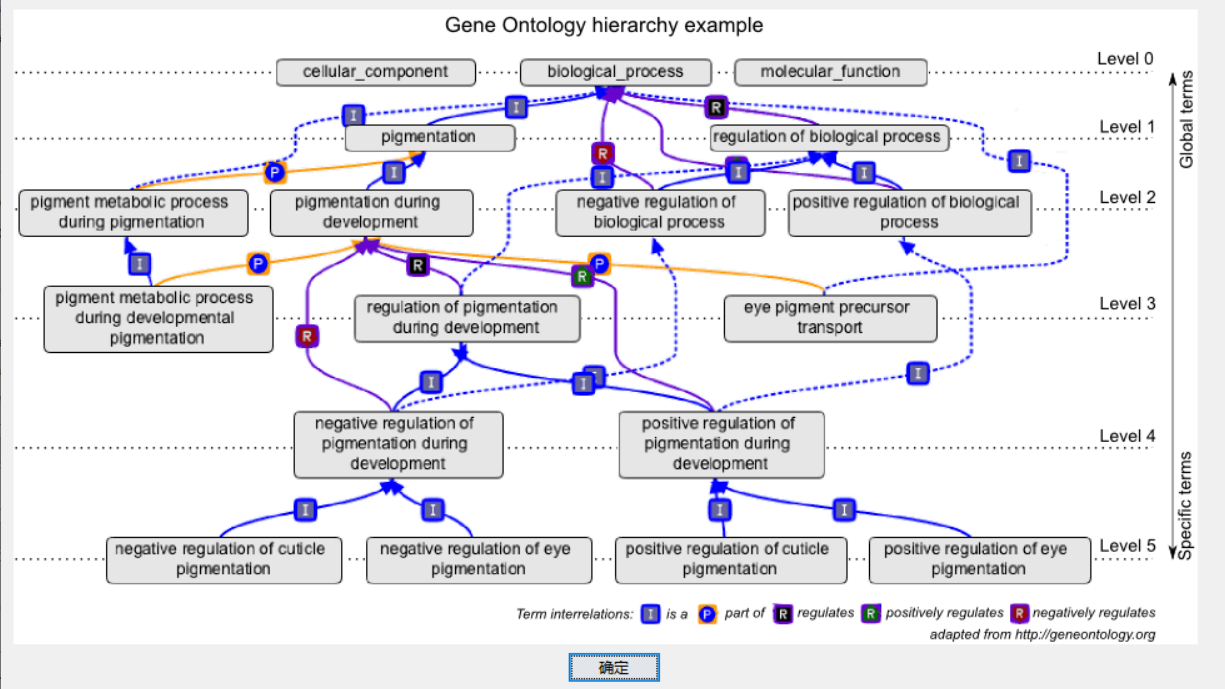 Gene Ontology hierarchy example
Level 0
cellular_component
biological_process
molecular_function
I
I
R
Level 1
pigmentation
regulation of biological process
Global terms
P
I
R
I
I
I
I
Level 2
pigment metabolic process
during pigmentation
pigmentation during
development
negative regulation of
biological process
positive regulation of biological
process
I
P
R
R
P
Level 3
pigment metabolic process
during developmental
pigmentation
regulation of pigmentation
during development
eye pigment precursor
transport
R
I
I
I
I
Level 4
negative regulation of
pigmentation during
development
positive regulation of
pigmentation during
development
Specific terms
I
I
I
I
Level 5
negative regulation of cuticle
pigmentation
negative regulation of eye
pigmentation
positive regulation of cuticle
pigmentation
positive regulation of eye
pigmentation
Term interrelations: I is a P part of R regulates R positively regulates R negatively regulates
adapted from http://geneontology.org
确定